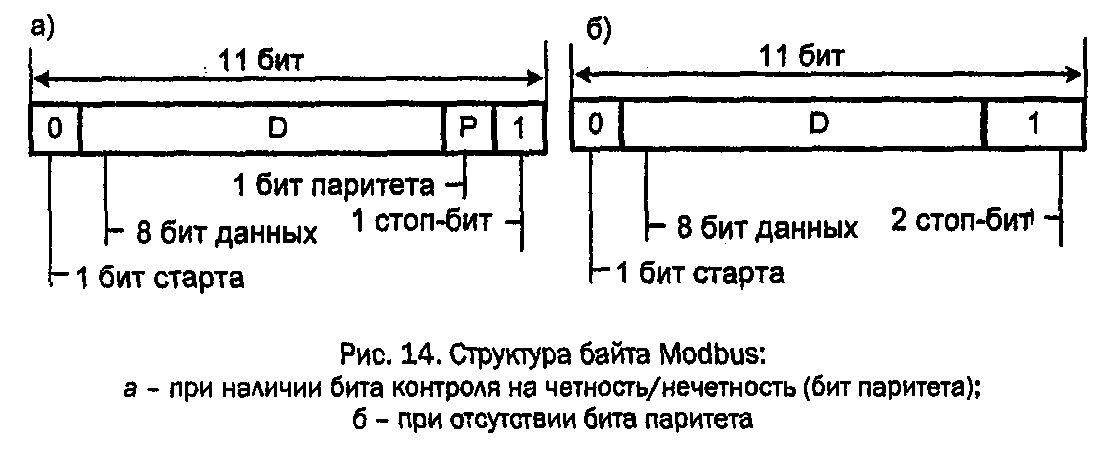 а)
11 бит
0 D P 1
1 бит паритета
1 стоп-бит
8 бит данных
1 бит старта
б)
11 бит
0 D 1
2 стоп-бит
8 бит данных
1 бит старта
Рис. 14. Структура байта Modbus:
а – при наличии бита контроля на четность/нечетность (бит паритета);
б – при отсутствии бита паритета